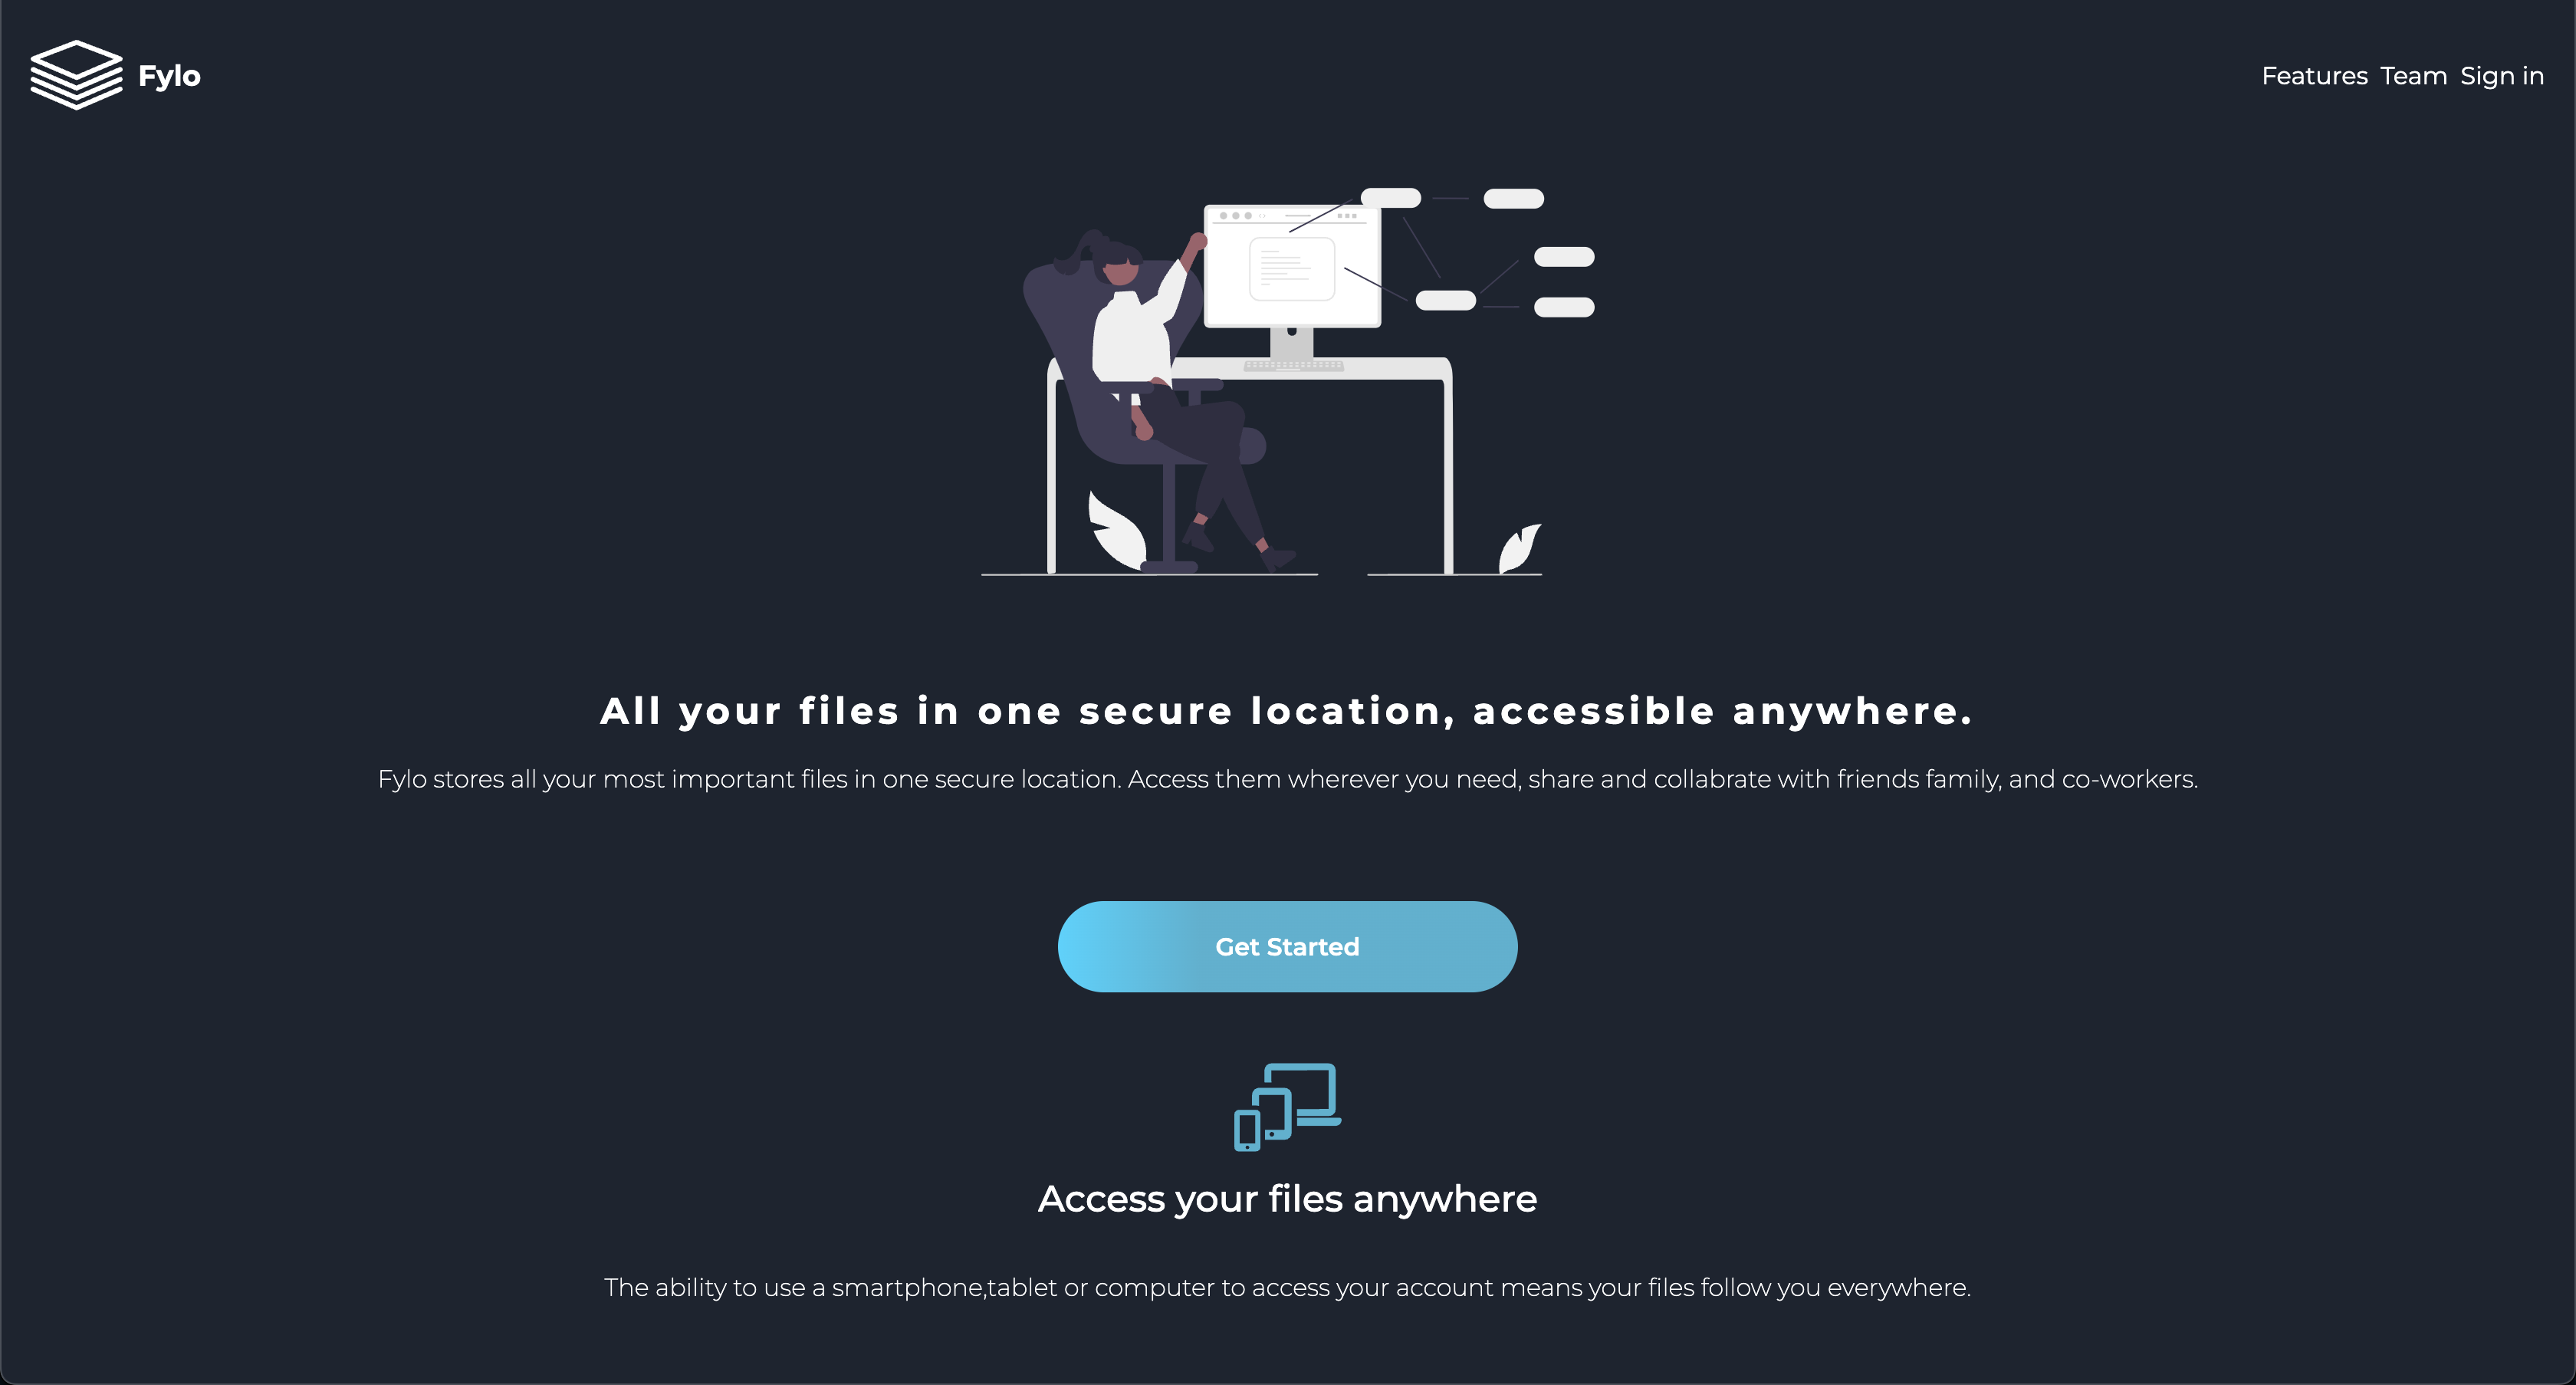 Fylo
Features Team Sign in
All your files in one secure location, accessible anywhere.
Fylo stores all your most important files in one secure location. Access them wherever you need, share and collabrate with friends family, and co-workers.
Get Started
Access your files anywhere
The ability to use a smartphone,tablet or computer to access your account means your files follow you everywhere.